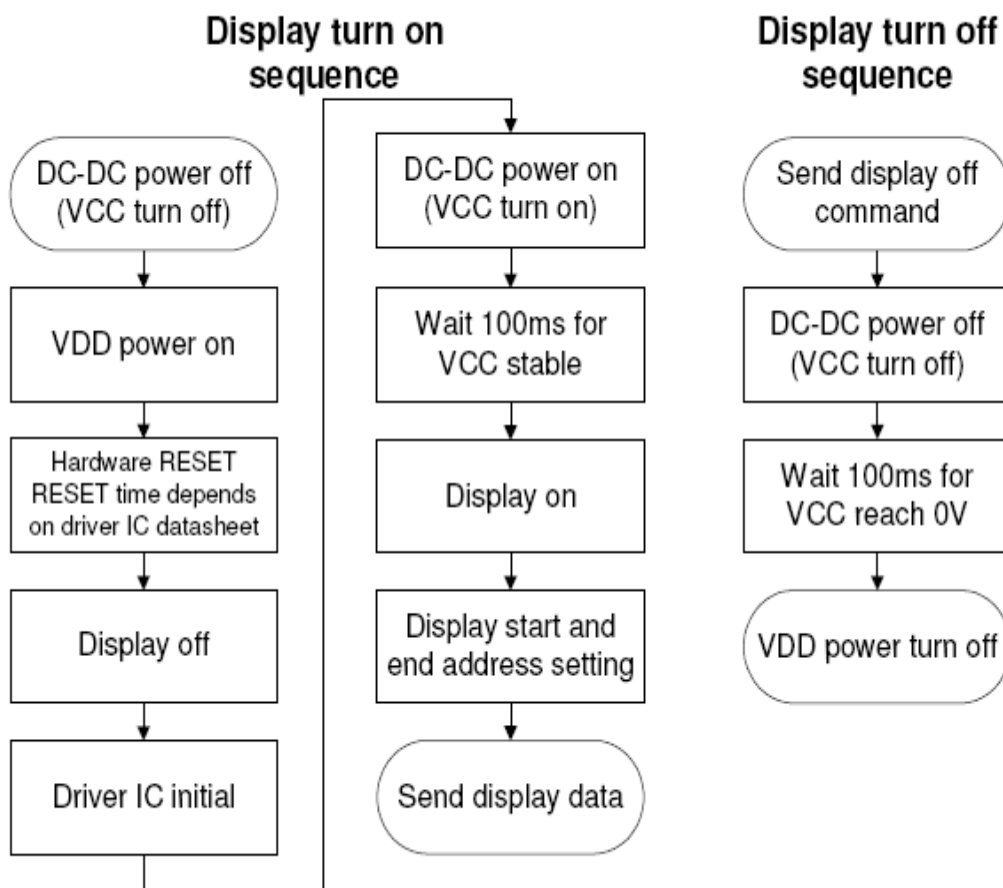 Display turn on
sequence
DC-DC power off
(VCC turn off)
VDD power on
Hardware RESET
RESET time depends
on driver IC datasheet
Display off
Driver IC initial
DC-DC power on
(VCC turn on)
Wait 100ms for
VCC stable
Display on
Display start and
end address setting
Send display data
Display turn off
sequence
Send display off
command
DC-DC power off
(VCC turn off)
Wait 100ms for
VCC reach 0V
VDD power turn off